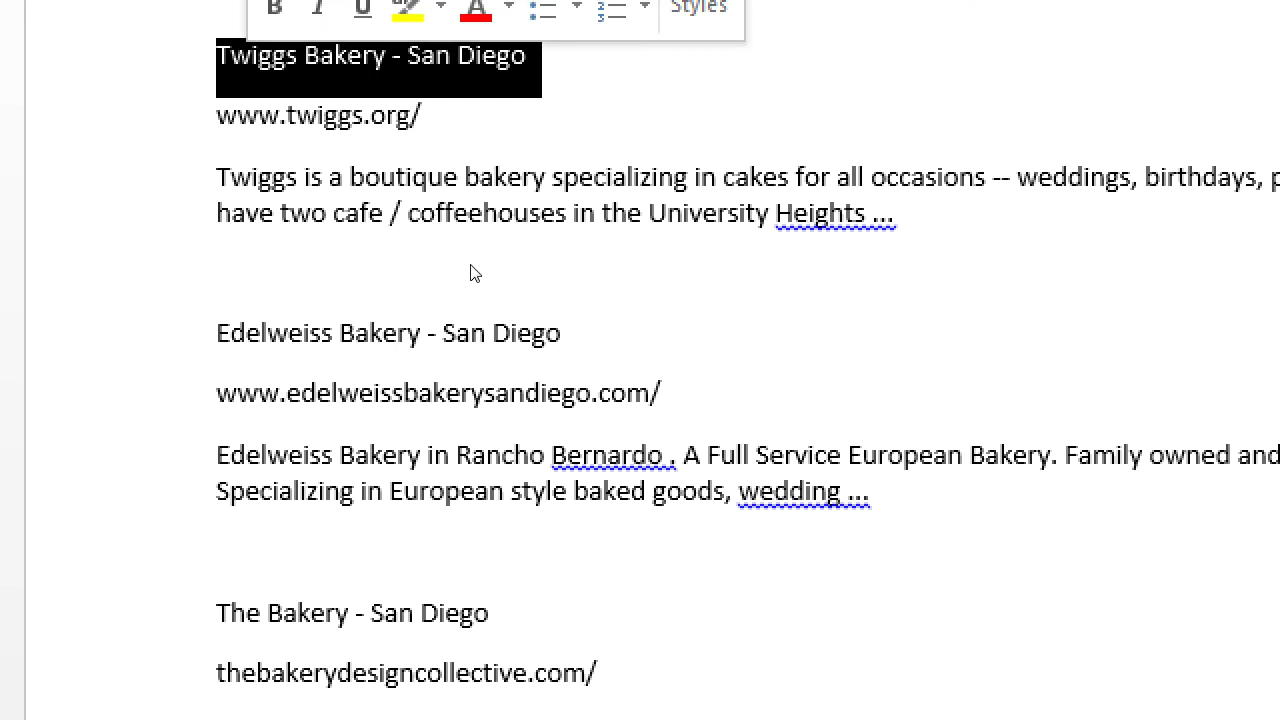 B I U A Styles
Twiggs Bakery - San Diego
www.twiggs.org/
Twiggs is a boutique bakery specializing in cakes for all occasions -- weddings, birthdays, p
have two cafe / coffeehouses in the University Heights ...
Edelweiss Bakery - San Diego
www.edelweissbakerysandiego.com/
Edelweiss Bakery in Rancho Bernardo . A Full Service European Bakery. Family owned and
Specializing in European style baked goods, wedding ...
The Bakery - San Diego
thebakerydesigncollective.com/